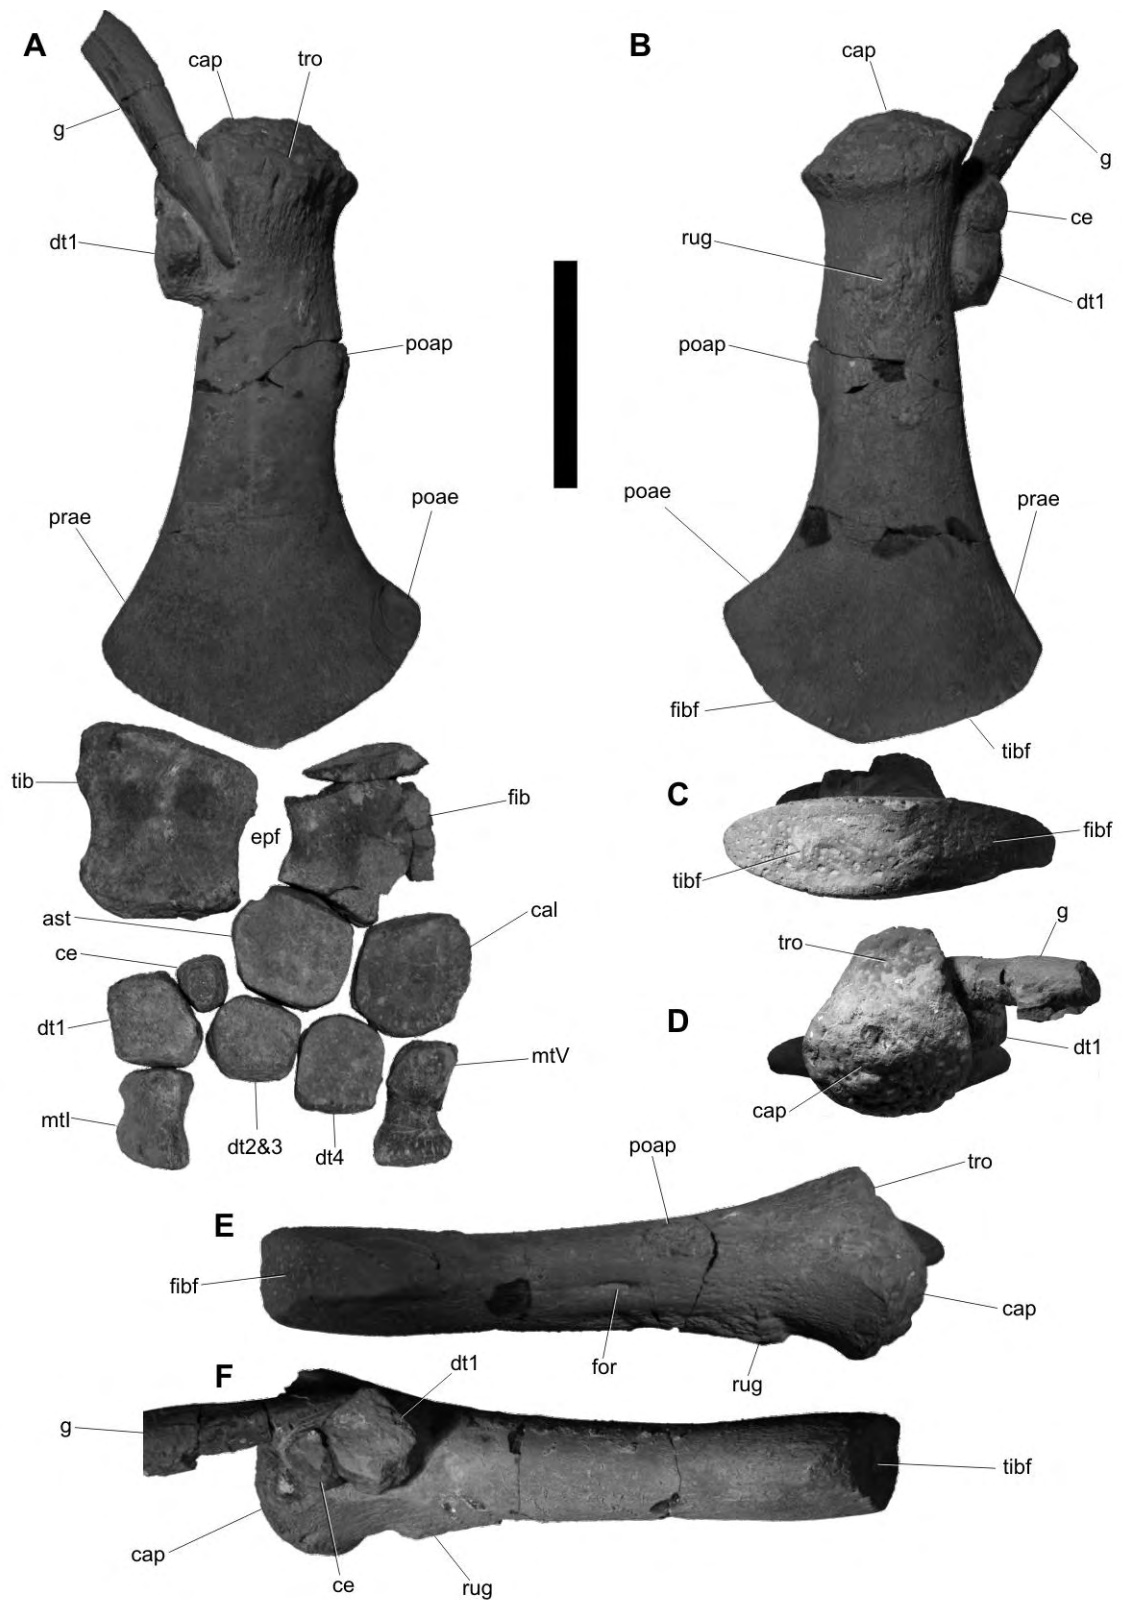 A
cap
tro
g
dt1
poap
prae
poae
tib
epf
fib
ast
ce
cal
dt1
mtI
mtV
dt2&3
dt4
B
cap
g
rug
ce
dt1
poap
poae
prae
fibf
tibf
C
tibf
fibf
g
tro
D
dt1
cap
E
poap
tro
fibf
cap
for
rug
F
dt1
g
tibf
cap
ce
rug